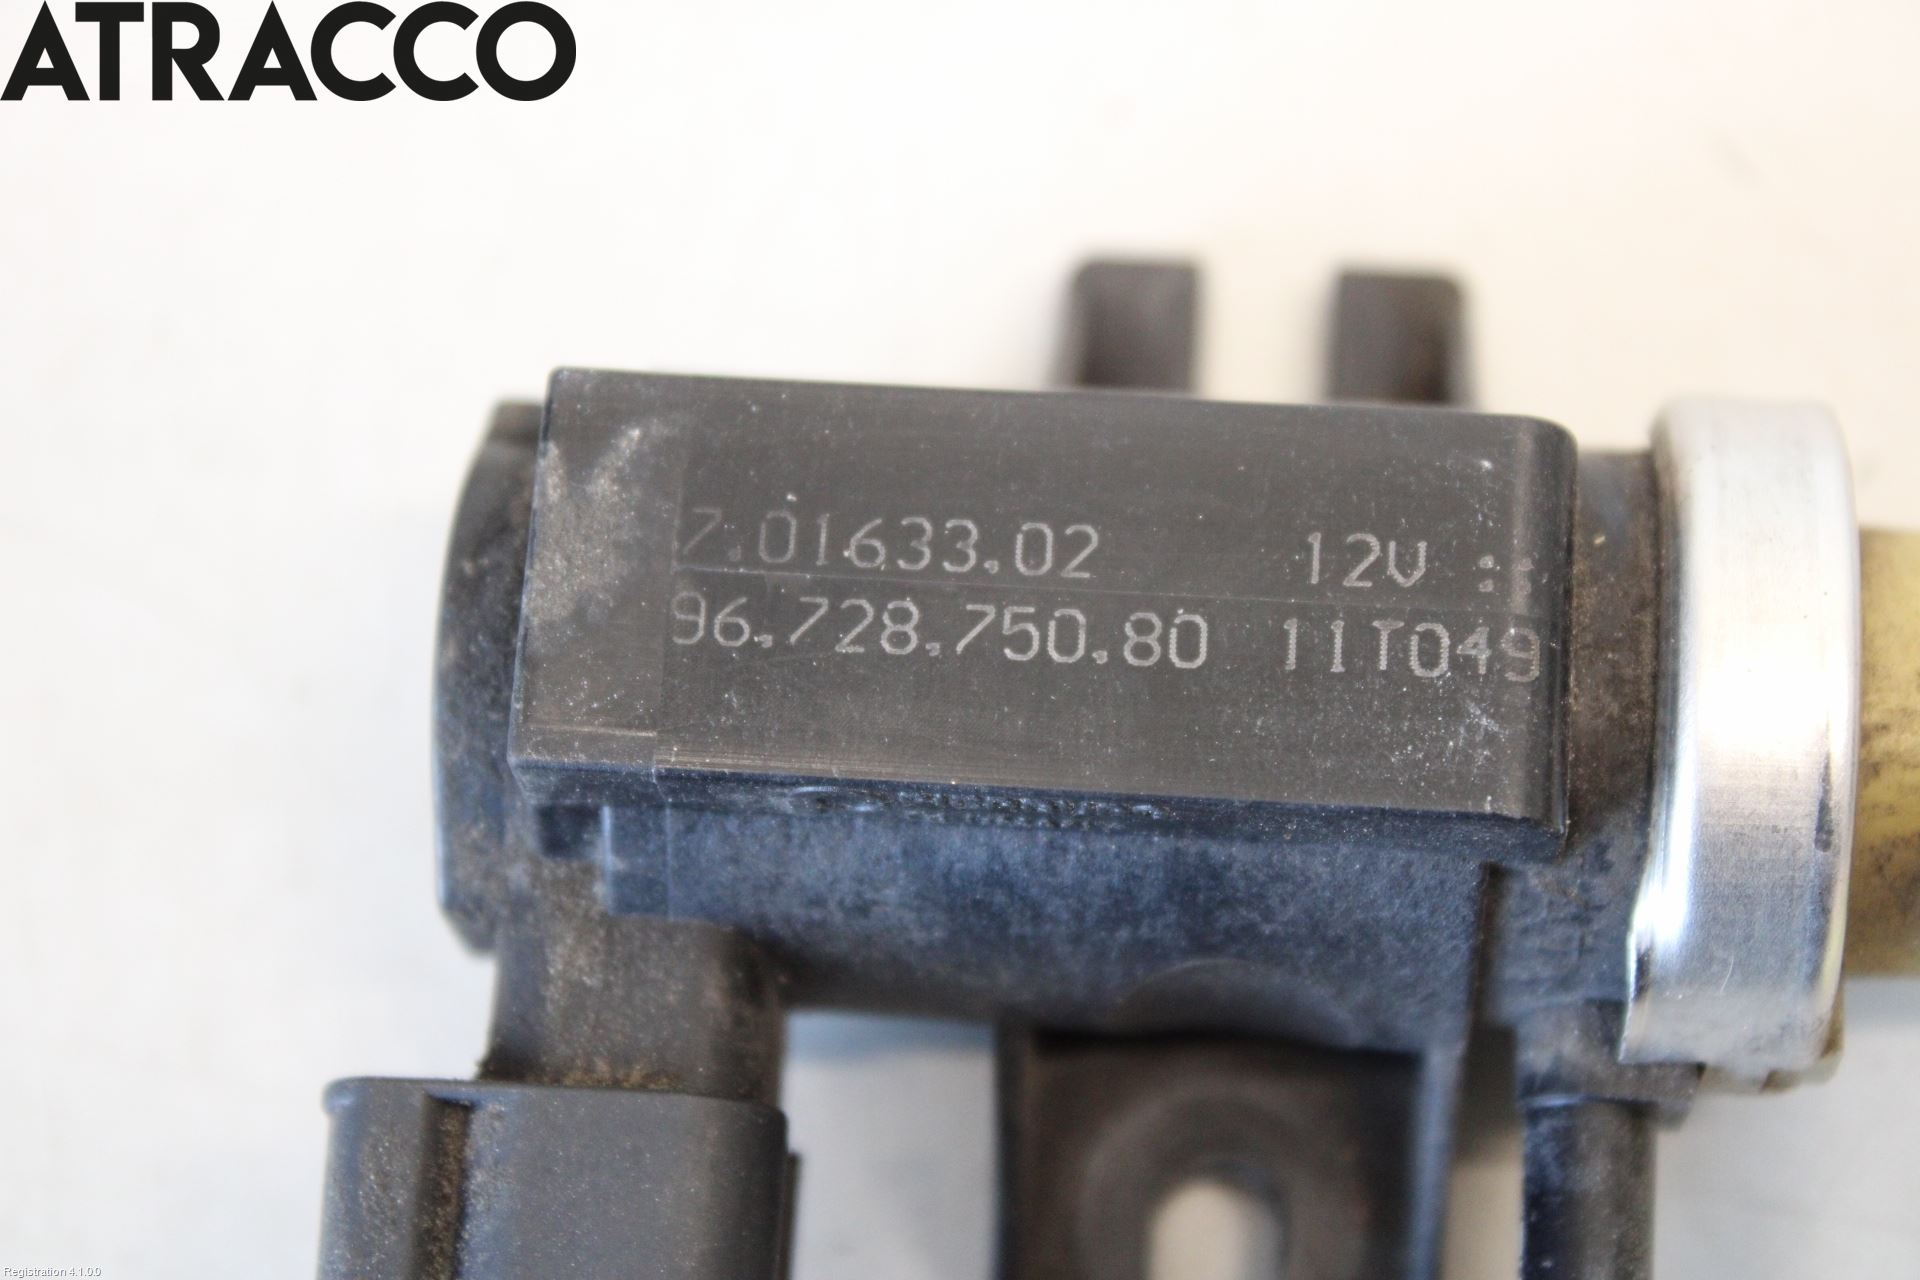 ATRACCO
7.01633.02 12V
96.728.750.80 11T049
Registration 4.1.0.0